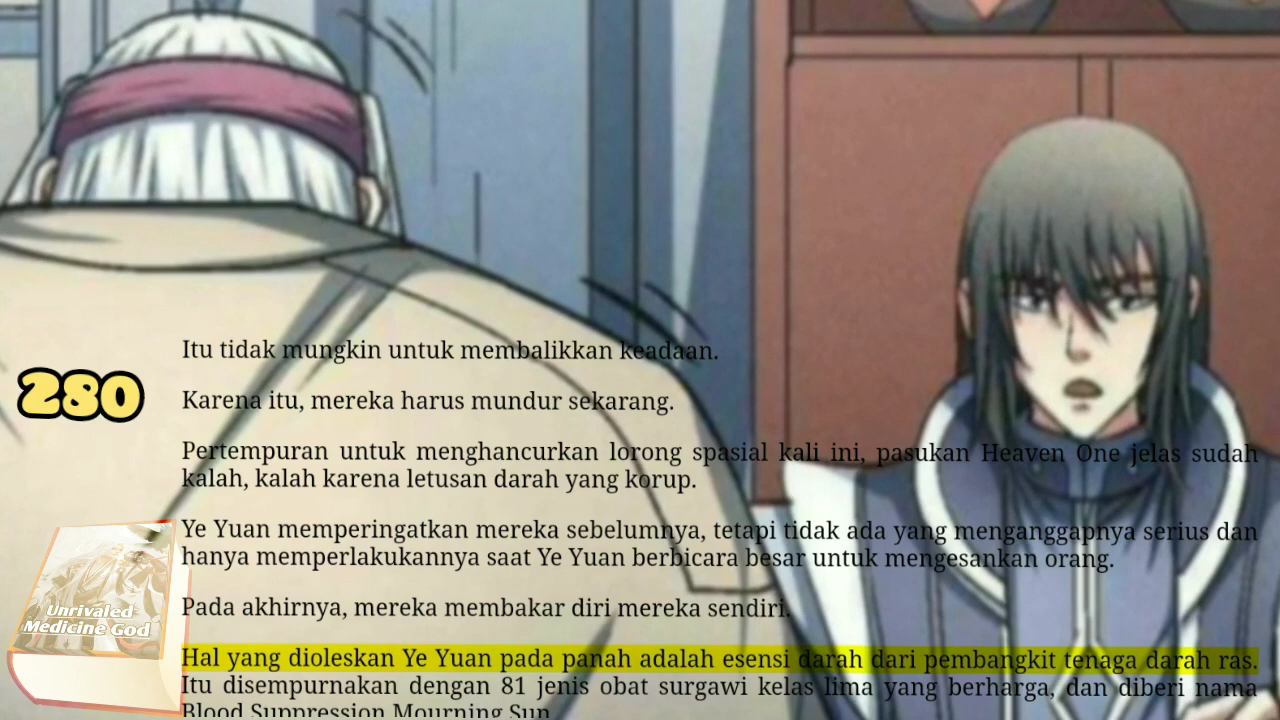 Itu tidak mungkin untuk membalikkan keadaan.
280
Karena itu, mereka harus mundur sekarang.
Pertempuran untuk menghancurkan lorong spasial kali ini, pasukan Heaven One jelas sudah
kalah, kalah karena letusan darah yang korup.
Ye Yuan memperingatkan mereka sebelumnya, tetapi tidak ada yang menganggapnya serius dan
hanya memperlakukannya saat Ye Yuan berbicara besar untuk mengesankan orang.
Pada akhirnya, mereka membakar diri mereka sendiri.
Unrivaled
Medicine God
Hal yang dioleskan Ye Yuan pada panah adalah esensi darah dari pembangkit tenaga darah ras.
Itu disempurnakan dengan 81 jenis obat surgawi kelas lima yang berharga, dan diberi nama
Blood Suppression Mourning Sun.